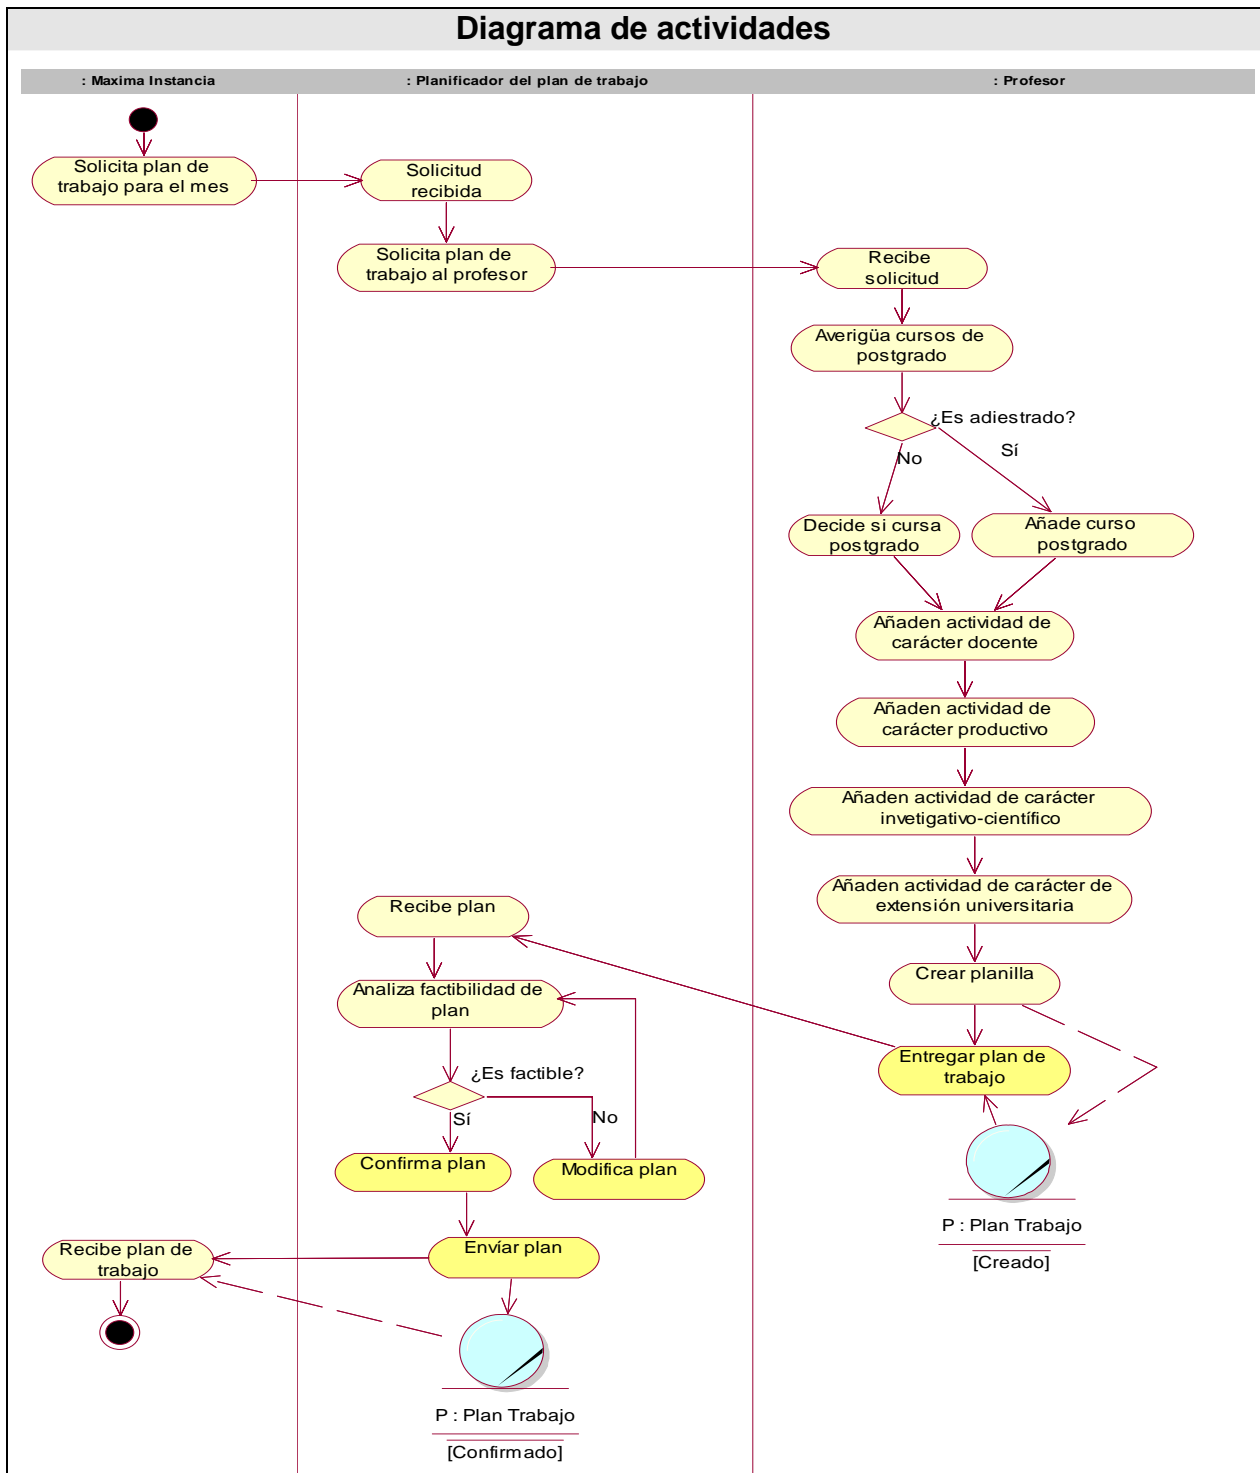 Diagrama de actividades
: Maxima Instancia
: Planificador del plan de trabajo
: Profesor
Solicita plan de
trabajo para el mes
Solicitud
recibida
Solicita plan de
trabajo al profesor
Recibe
solicitud
Averigüa cursos de
postgrado
¿Es adiestrado?
No
Sí
Decide si cursa
postgrado
Añade curso
postgrado
Añaden actividad de
carácter docente
Añaden actividad de
carácter productivo
Añaden actividad de carácter
invetigativo-científico
Añaden actividad de carácter de
extensión universitaria
Crear planilla
Entregar plan de
trabajo
P : Plan Trabajo
[Creado]
Recibe plan
Analiza factibilidad de
plan
¿Es factible?
Sí
No
Confirma plan
Modifica plan
Envíar plan
Recibe plan de
trabajo
P : Plan Trabajo
[Confirmado]